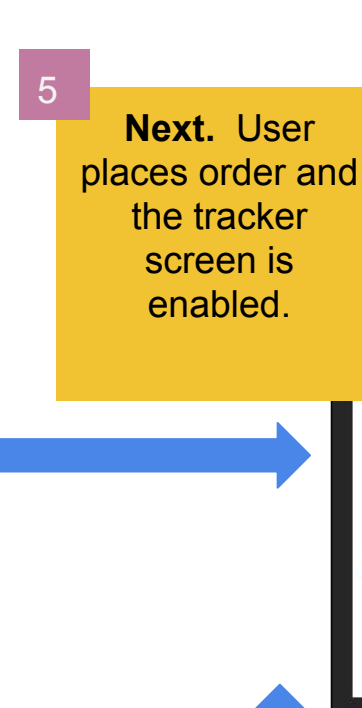 5
Next. User
places order and
the tracker
screen is
enabled.